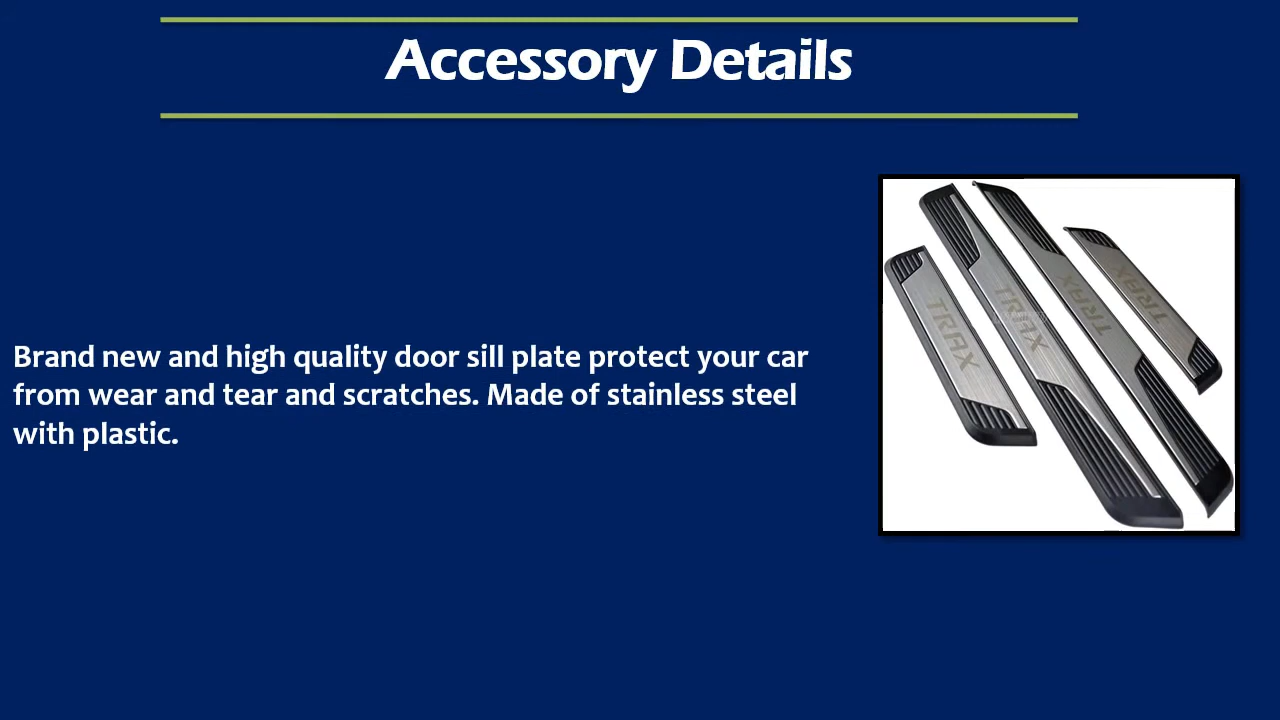 Accessory Details
Brand new and high quality door sill plate protect your car
from wear and tear and scratches. Made of stainless steel
with plastic.
TRAX
TRAX
TRAX
TRAX